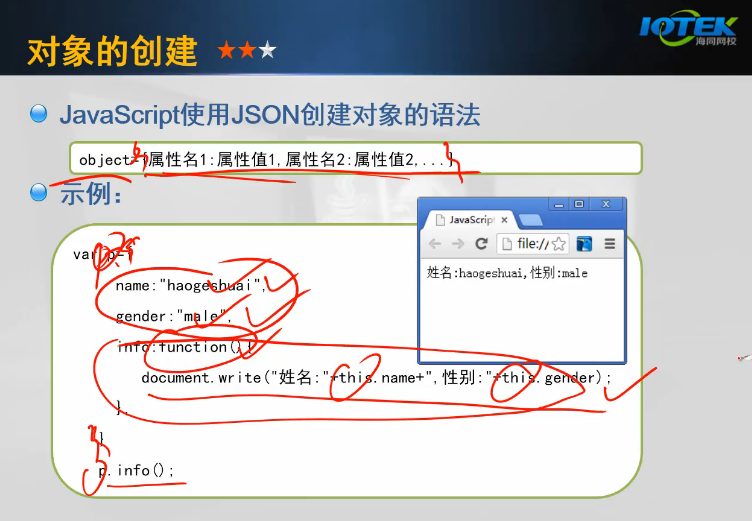 对象的创建
IOTEK
海同网校
JavaScript使用JSON创建对象的语法
object={属性名1:属性值1,属性名2:属性值2,...}
示例:
var p={
name:"haogeshuai",
gender:"male",
info:function(){
document.write("姓名:"+this.name+",性别:"+this.gender);
},
}
p.info();
JavaScript
file://
姓名:haogeshuai,性别:male